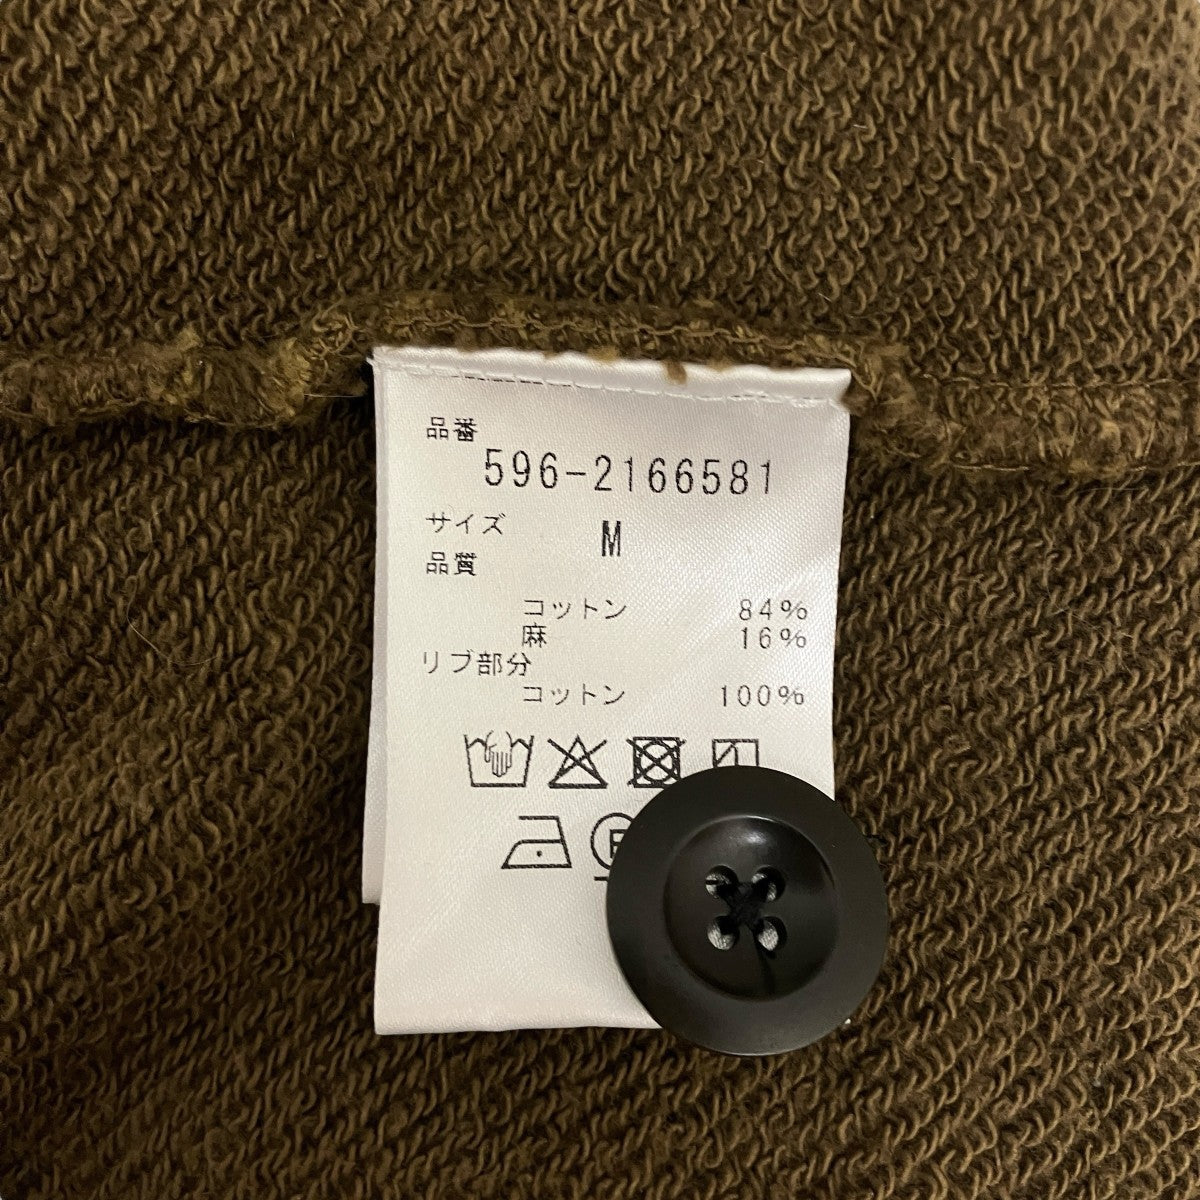 品番
596-2166581
サイズ M
品質
コットン 84%
麻 16%
リブ部分
コットン 100%